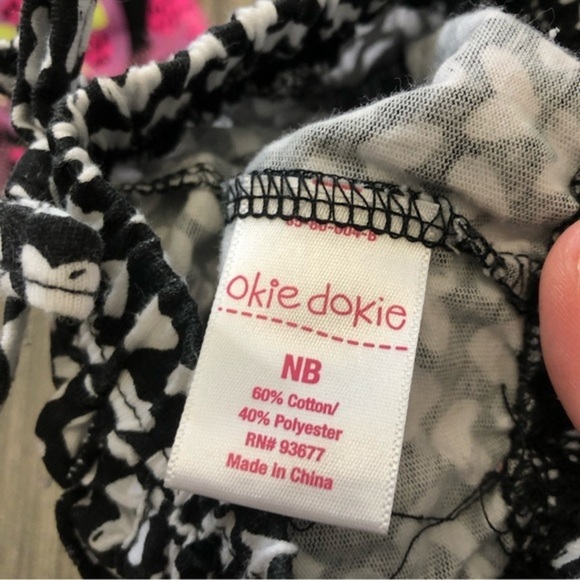 okie dokie
NB
60% Cotton/
40% Polyester
RN# 93677
Made in China